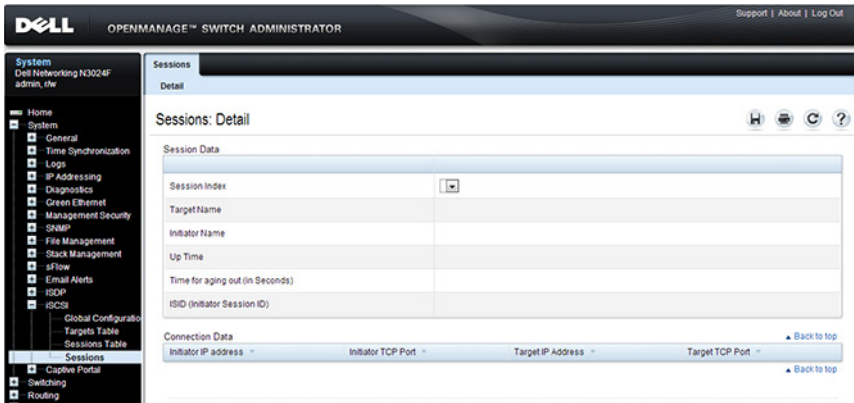 Support | About | Log Out
DELL
OPENMANAGE™ SWITCH ADMINISTRATOR
System
Dell Networking N3024F
admin, r/w
Home
System
General
Time Synchronization
Logs
IP Addressing
Diagnostics
Green Ethernet
Management Security
SNMP
File Management
Stack Management
sFlow
Email Alerts
ISDP
iSCSI
Global Configuratio
Targets Table
Sessions Table
Sessions
Captive Portal
Switching
Routing
Sessions
Detail
Sessions: Detail
?
Session Data
Session Index
Target Name
Initiator Name
Up Time
Time for aging out (in Seconds)
ISID (Initiator Session ID)
Connection Data
Back to top
Initiator IP address Initiator TCP Port Target IP Address Target TCP Port
Back to top